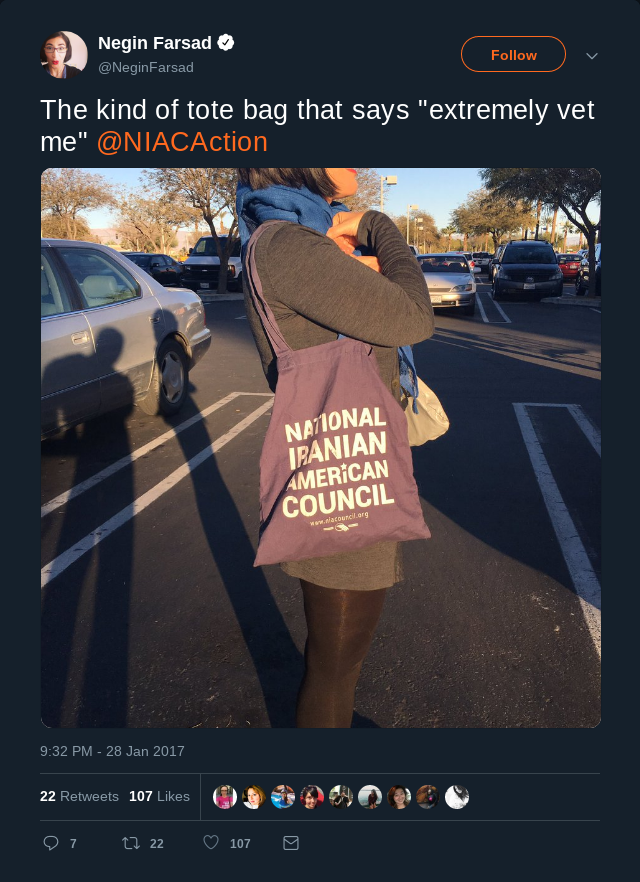 Negin Farsad
@NeginFarsad
Follow
The kind of tote bag that says "extremely vet
me" @NIACAction
NATIONAL
IRANIAN
AMERICAN
COUNCIL
www.niacouncil.org
9:32 PM - 28 Jan 2017
22 Retweets 107 Likes
7 22 107